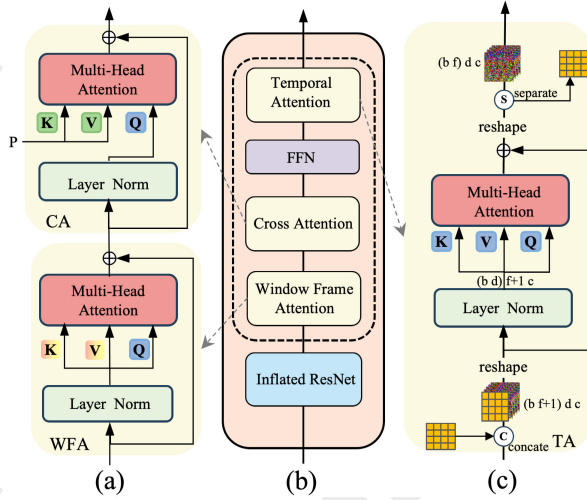 Multi-Head
Attention
K
V
Q
P
Layer Norm
CA
Multi-Head
Attention
K
V
Q
Layer Norm
WFA
(a)
Temporal
Attention
FFN
Cross Attention
Window Frame
Attention
Inflated ResNet
(b)
(b f) d c
S
separate
reshape
Multi-Head
Attention
K
V
Q
(b d) f+1 c
Layer Norm
reshape
(b f+1) d c
C
concate
TA
(c)